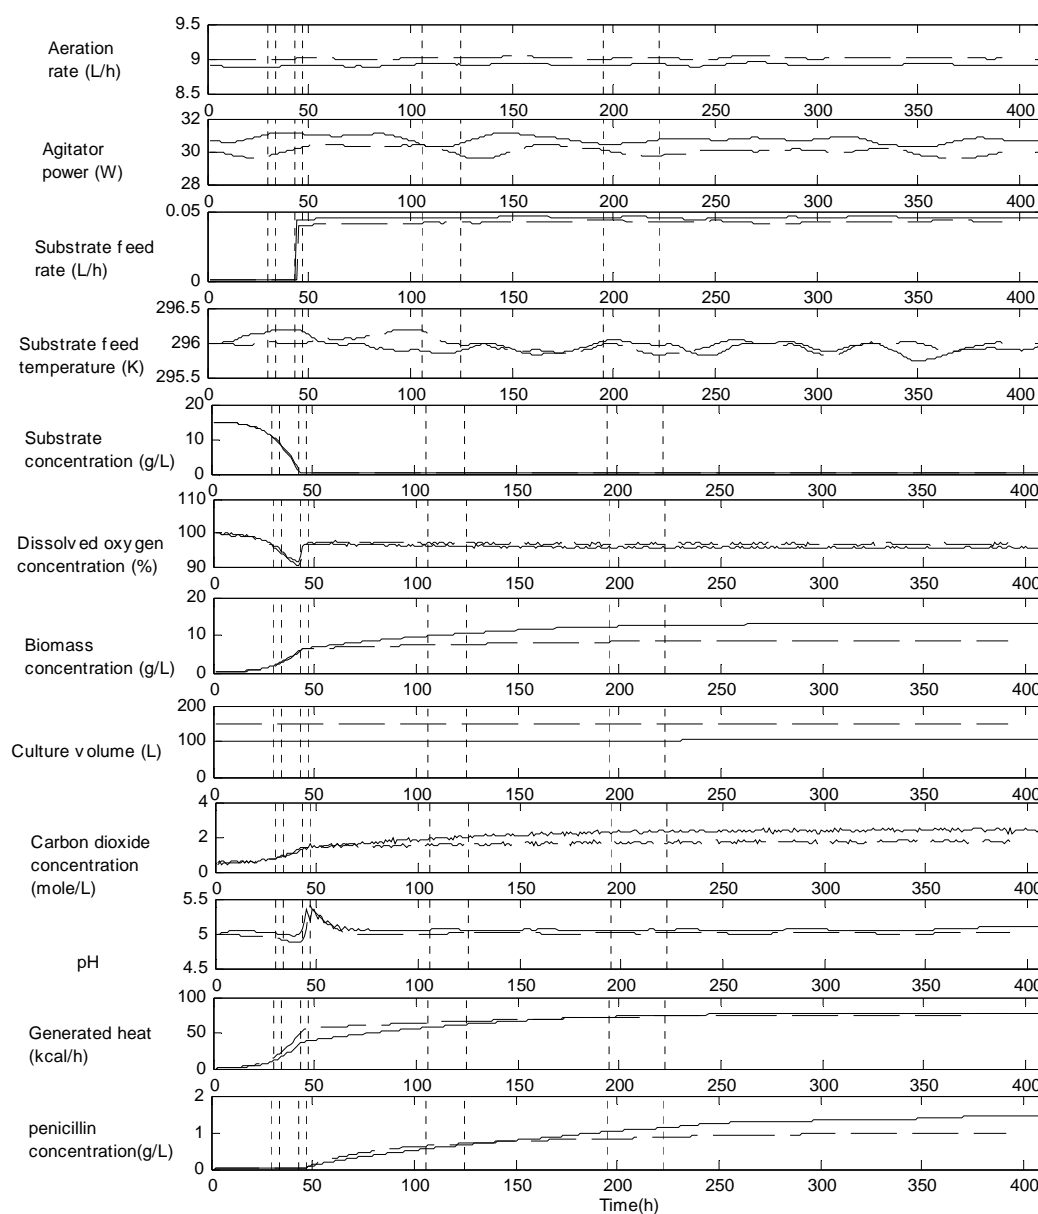 9.5
Aeration
rate (L/h)
9
8.5
0 50 100 150 200 250 300 350 400
32
Agitator
power (W)
30
28
0 50 100 150 200 250 300 350 400
0.05
Substrate feed
rate (L/h)
0
0 50 100 150 200 250 300 350 400
296.5
Substrate feed
temperature (K)
296
295.5
0 50 100 150 200 250 300 350 400
20
Substrate
concentration (g/L)
10
0
0 50 100 150 200 250 300 350 400
110
Dissolved oxygen
concentration (%)
100
90
0 50 100 150 200 250 300 350 400
20
Biomass
concentration (g/L)
10
0
0 50 100 150 200 250 300 350 400
200
Culture volume (L)
100
0
0 50 100 150 200 250 300 350 400
4
Carbon dioxide
concentration
(mole/L)
2
0
0 50 100 150 200 250 300 350 400
5.5
pH
5
4.5
0 50 100 150 200 250 300 350 400
100
Generated heat
(kcal/h)
50
0
0 50 100 150 200 250 300 350 400
2
penicillin
concentration(g/L)
1
0
0 50 100 150 200 250 300 350 400
Time(h)